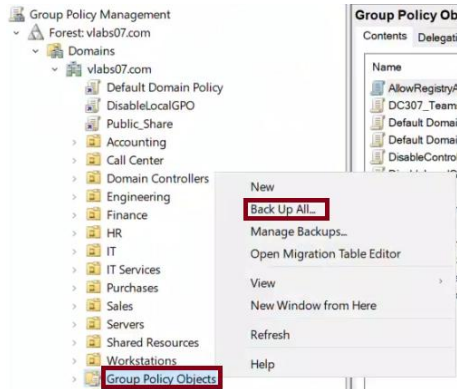 Group Policy Management
Forest: vlabs07.com
Domains
vlabs07.com
Default Domain Policy
DisableLocalGPO
Public_Share
Accounting
Call Center
Domain Controllers
Engineering
Finance
HR
IT
IT Services
Purchases
Sales
Servers
Shared Resources
Workstations
Group Policy Objects
Group Policy Ob
Contents Delegati
Name
AllowRegistryA
DC307_Team
Default Domai
Default Domai
DisableContro
New
Back Up All...
Manage Backups...
Open Migration Table Editor
View
New Window from Here
Refresh
Help